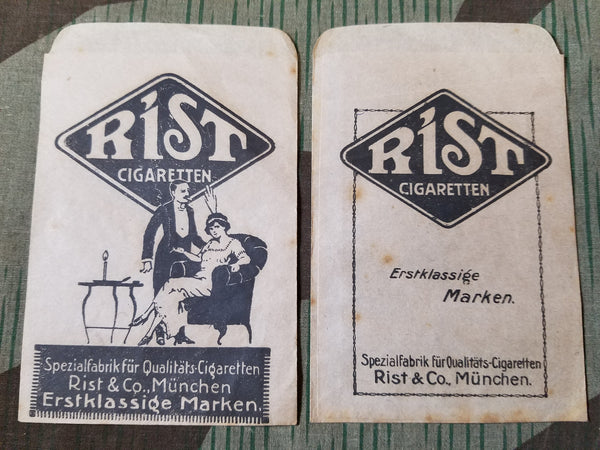 RiST
CIGARETTEN
Spezialfabrik für Qualitäts-Cigaretten
Rist & Co., München
Erstklassige Marken.
RiST
CIGARETTEN
Erstklassige
Marken.
Spezialfabrik für Qualitäts-Cigaretten
Rist & Co., München.